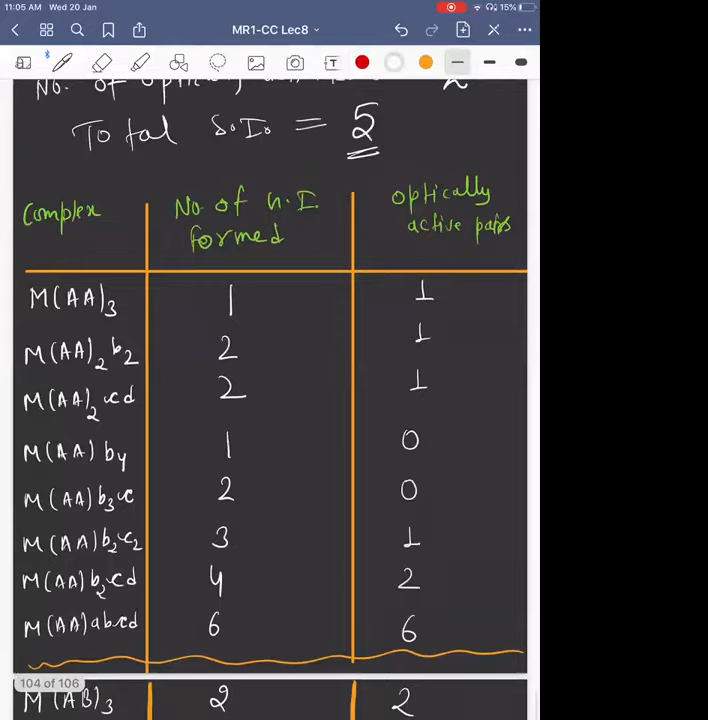 11:05 AM Wed 20 Jan
15%
MR1-CC Lec8
No. of 2
Total S.I. = 5
Complex No. of G.I. formed Optically active pairs
M(AA)3 1 1
M(AA)2b2 2 1
M(AA)2cd 2 1
M(AA)b4 1 0
M(AA)b3c 2 0
M(AA)b2c2 3 1
M(AA)b2cd 4 2
M(AA)abcd 6 6
104 of 106
M(AB)3 2 2